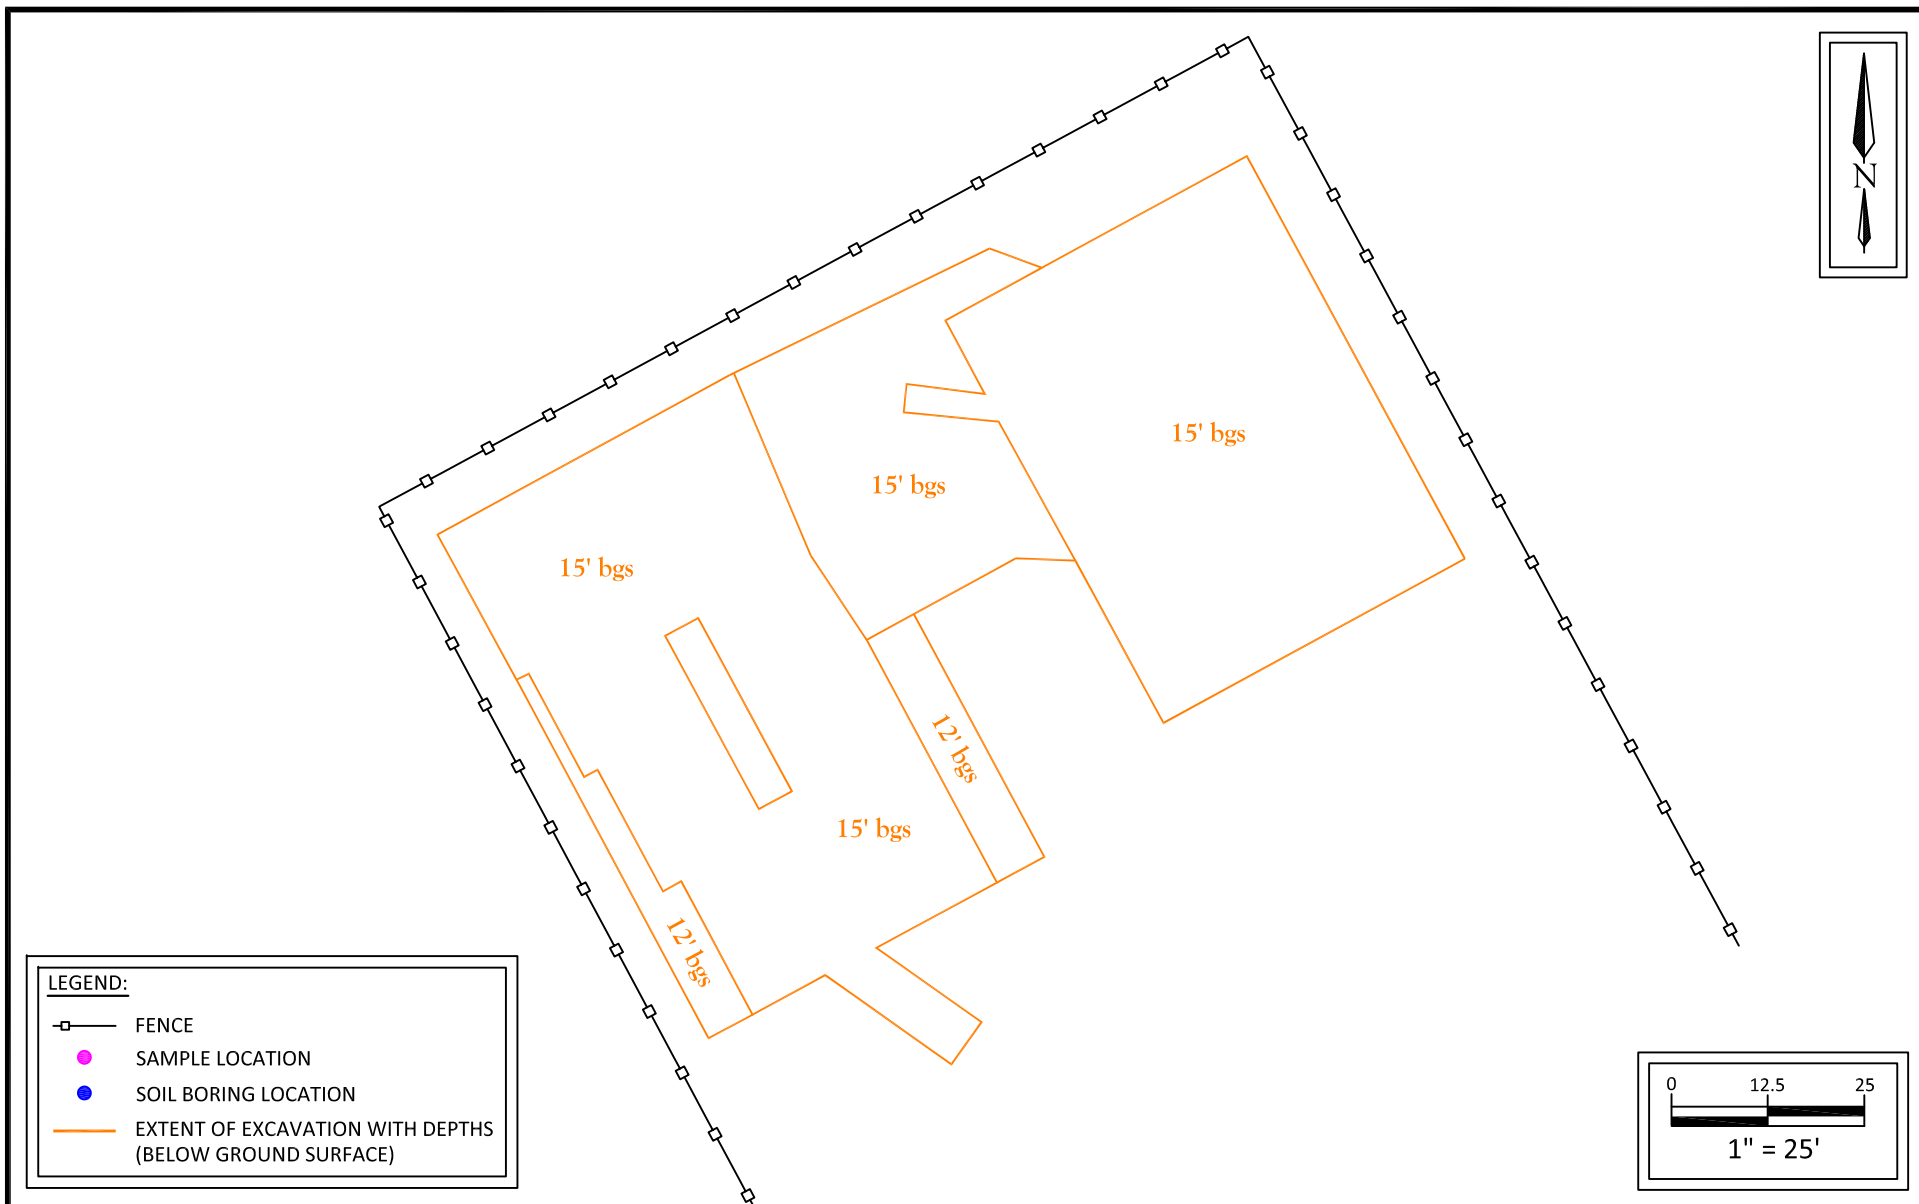 N
15' bgs
15' bgs
15' bgs
12' bgs
15' bgs
12' bgs
LEGEND:
FENCE
SAMPLE LOCATION
SOIL BORING LOCATION
EXTENT OF EXCAVATION WITH DEPTHS
(BELOW GROUND SURFACE)
0 12.5 25
1" = 25'